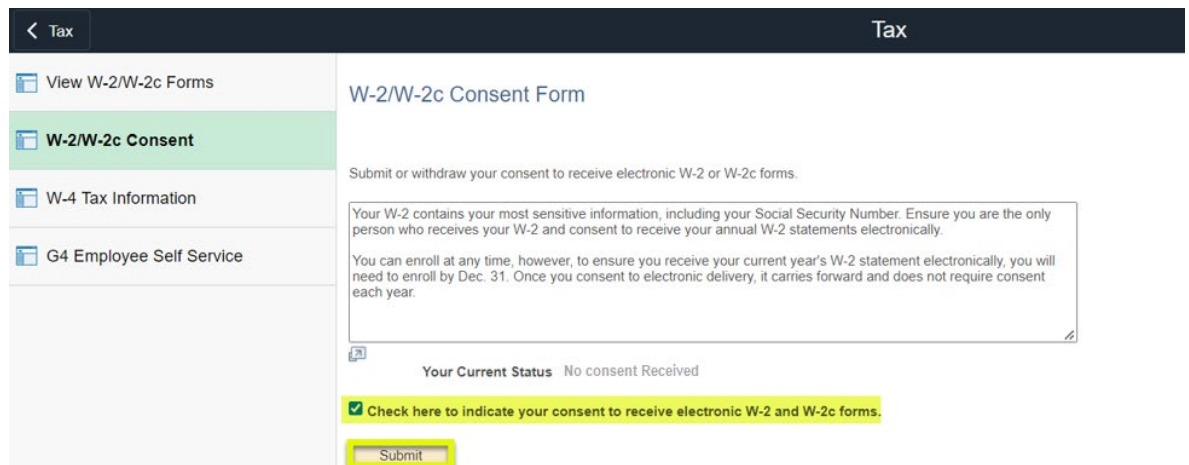 Tax
Tax
View W-2/W-2c Forms
W-2/W-2c Consent
W-4 Tax Information
G4 Employee Self Service
W-2/W-2c Consent Form
Submit or withdraw your consent to receive electronic W-2 or W-2c forms.
Your W-2 contains your most sensitive information, including your Social Security Number. Ensure you are the only
person who receives your W-2 and consent to receive your annual W-2 statements electronically.
You can enroll at any time, however, to ensure you receive your current year's W-2 statement electronically, you will
need to enroll by Dec. 31. Once you consent to electronic delivery, it carries forward and does not require consent
each year.
Your Current Status No consent Received
Check here to indicate your consent to receive electronic W-2 and W-2c forms.
Submit